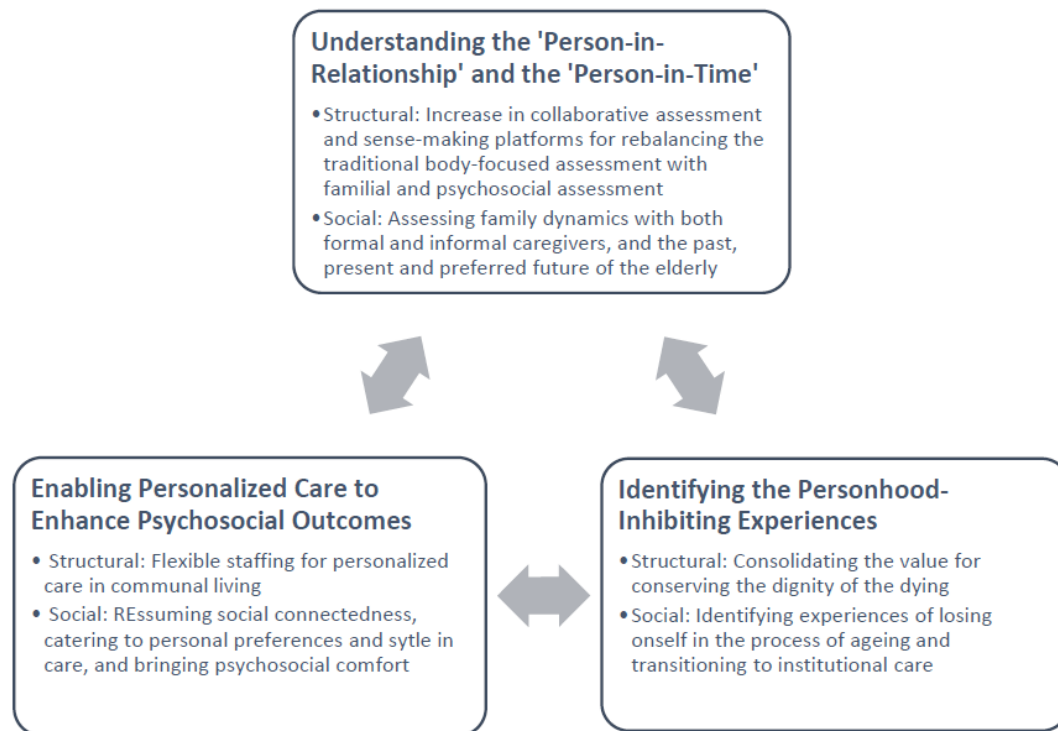 Understanding the 'Person-in-
Relationship' and the 'Person-in-Time'
•Structural: Increase in collaborative assessment
and sense-making platforms for rebalancing the
traditional body-focused assessment with
familial and psychosocial assessment
•Social: Assessing family dynamics with both
formal and informal caregivers, and the past,
present and preferred future of the elderly
Enabling Personalized Care to
Enhance Psychosocial Outcomes
• Structural: Flexible staffing for personalized
care in communal living
• Social: REssuming social connectedness,
catering to personal preferences and sytle in
care, and bringing psychosocial comfort
Identifying the Personhood-
Inhibiting Experiences
•Structural: Consolidating the value for
conserving the dignity of the dying
•Social: Identifying experiences of losing
onself in the process of ageing and
transitioning to institutional care